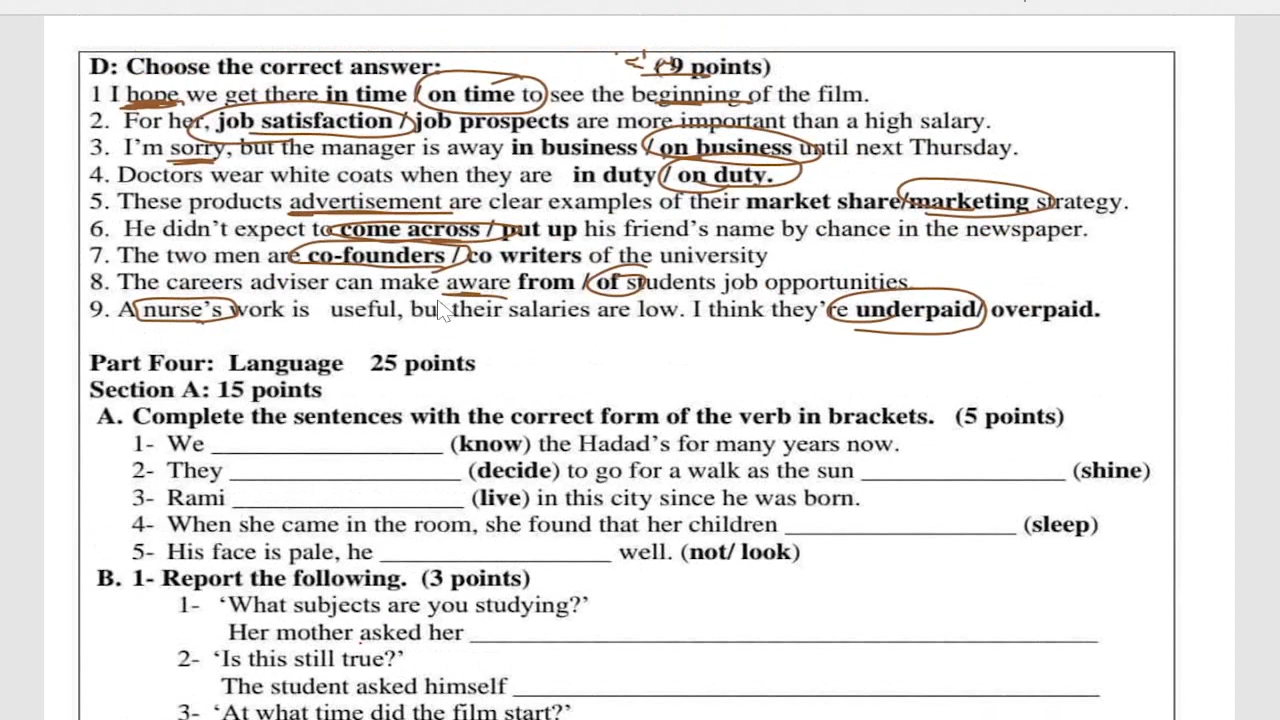 D: Choose the correct answer: (9 points)
1 I hope we get there in time / on time to see the beginning of the film.
2. For her, job satisfaction / job prospects are more important than a high salary.
3. I'm sorry, but the manager is away in business / on business until next Thursday.
4. Doctors wear white coats when they are in duty / on duty.
5. These products advertisement are clear examples of their market share/marketing strategy.
6. He didn't expect to come across / put up his friend's name by chance in the newspaper.
7. The two men are co-founders / co writers of the university
8. The careers adviser can make aware from / of students job opportunities.
9. A nurse's work is useful, but their salaries are low. I think they're underpaid/ overpaid.
Part Four: Language 25 points
Section A: 15 points
A. Complete the sentences with the correct form of the verb in brackets. (5 points)
1- We ____________________ (know) the Hadad's for many years now.
2- They ____________________ (decide) to go for a walk as the sun __________________ (shine)
3- Rami ____________________ (live) in this city since he was born.
4- When she came in the room, she found that her children ____________________ (sleep)
5- His face is pale, he ____________________ well. (not/ look)
B. 1- Report the following. (3 points)
1- 'What subjects are you studying?'
Her mother asked her ______________________________________________________
2- 'Is this still true?'
The student asked himself __________________________________________________
3- 'At what time did the film start?'